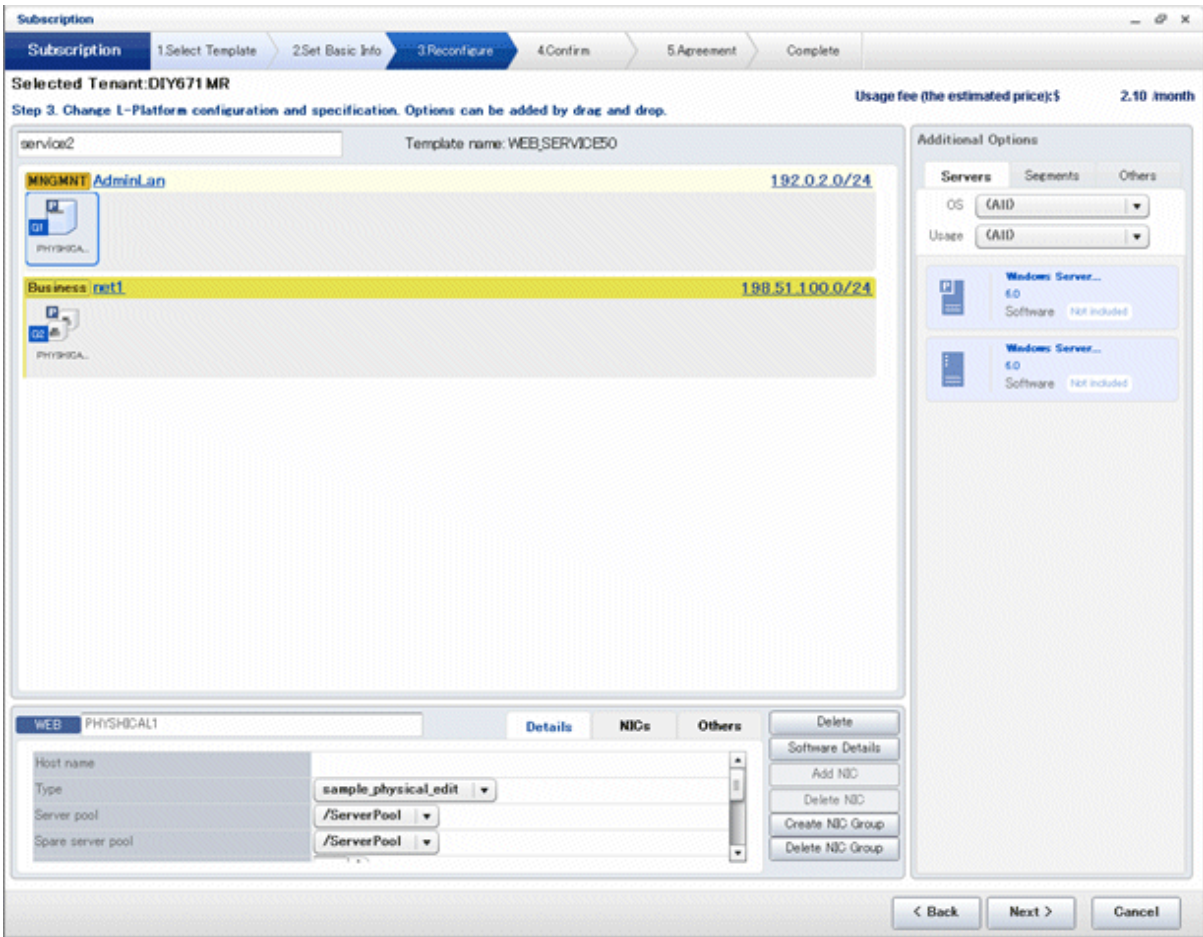 Subscription
Subscription 1.Select Template 2.Set Basic Info 3.Reconfigure 4.Confirm 5.Agreement Complete
Selected Tenant:DIY671MR
Usage fee (the estimated price):$ 2.10 /month
Step 3. Change L-Platform configuration and specification. Options can be added by drag and drop.
service2 Template name: WEB_SERVICE50
MNGMNT AdminLan 192.0.2.0/24
P
G1
PHYSHICA...
Business net1 198.51.100.0/24
P
G2
PHYSHICA...
Additional Options
Servers Segments Others
OS (All)
Usage (All)
P
Windows Server...
6.0
Software Not included
Windows Server...
6.0
Software Not included
WEB PHYSHICAL1 Details NICs Others
Host name
Type sample_physical_edit
Server pool /ServerPool
Spare server pool /ServerPool
Delete
Software Details
Add NIC
Delete NIC
Create NIC Group
Delete NIC Group
< Back Next > Cancel